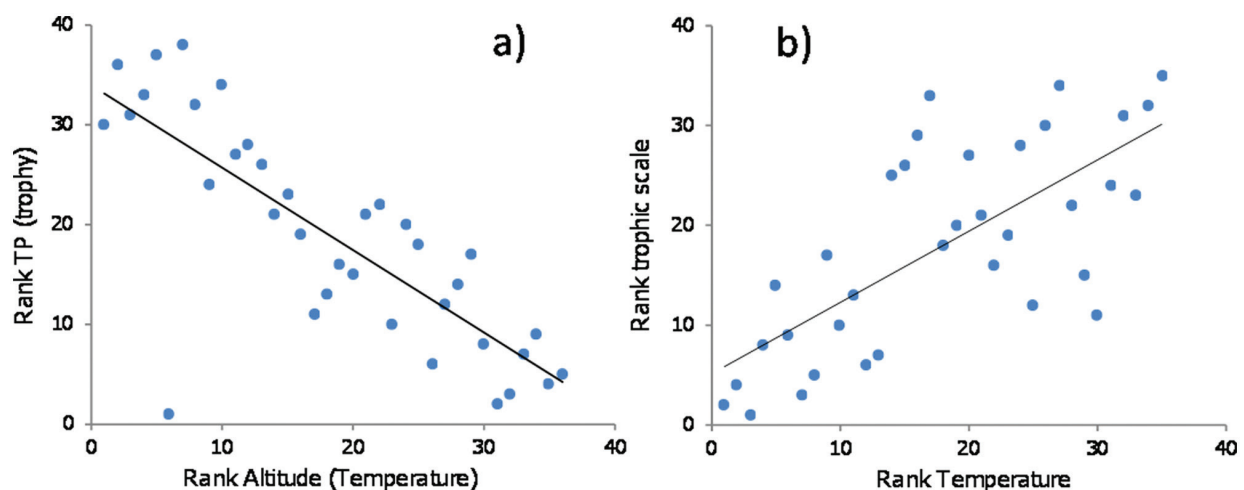 a)
40
30
20
10
0
Rank TP (trophy)
0 10 20 30 40
Rank Altitude (Temperature)
b)
40
30
20
10
0
Rank trophic scale
0 10 20 30 40
Rank Temperature